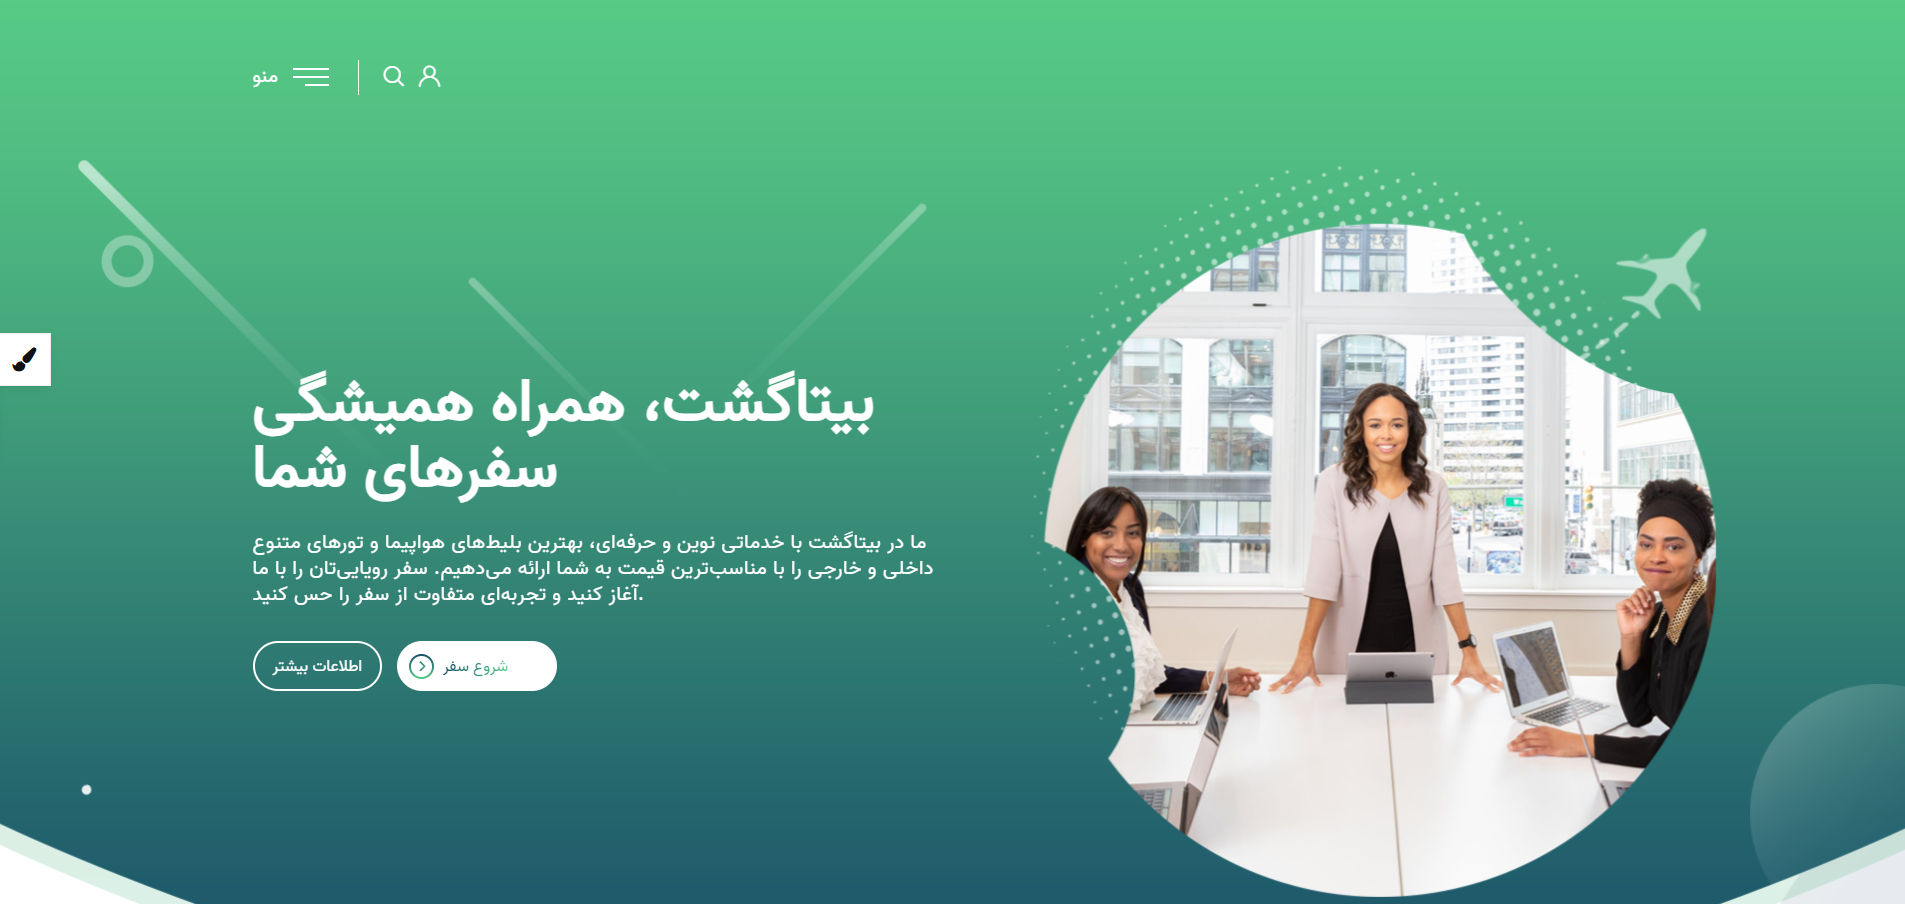 منو
بیتاگشت، همراه همیشگی
سفرهای شما
ما در بیتاگشت با خدماتی نوین و حرفه‌ای، بهترین بلیط‌های هواپیما و تورهای متنوع
داخلی و خارجی را با مناسب‌ترین قیمت به شما ارائه می‌دهیم. سفر رویایی‌تان را با ما
آغاز کنید و تجربه‌ای متفاوت از سفر را حس کنید.
شروع سفر
اطلاعات بیشتر